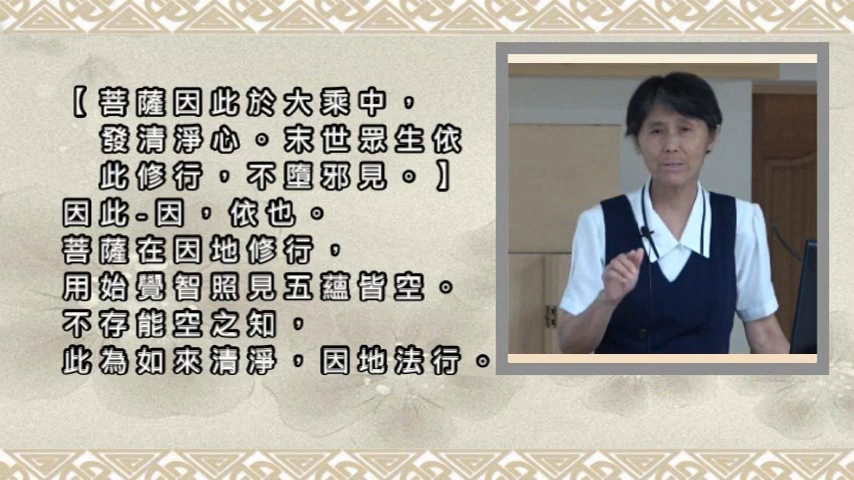 【菩薩因此於大乘中，
發清淨心。末世眾生依
此修行，不墮邪見。】
因此-因，依也。
菩薩在因地修行，
用始覺智照見五蘊皆空。
不存能空之知，
此為如來清淨，因地法行。